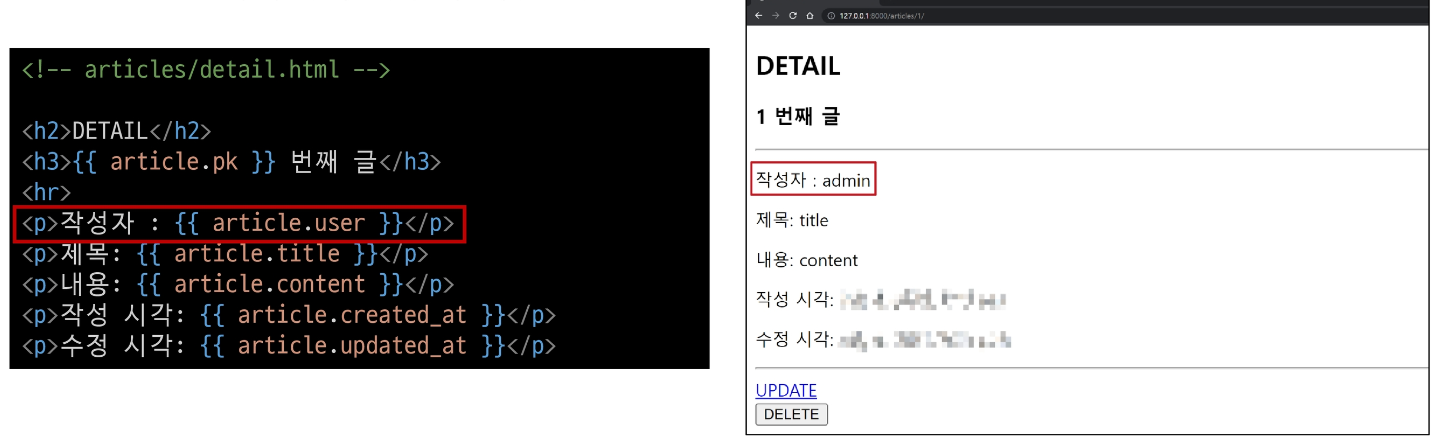 <!-- articles/detail.html -->
<h2>DETAIL</h2>
<h3>{{ article.pk }} 번째 글</h3>
<hr>
<p>작성자 : {{ article.user }}</p>
<p>제목: {{ article.title }}</p>
<p>내용: {{ article.content }}</p>
<p>작성 시각: {{ article.created_at }}</p>
<p>수정 시각: {{ article.updated_at }}</p>
127.0.0.1:8000/articles/1/
DETAIL
1 번째 글
작성자 : admin
제목: title
내용: content
작성 시각:
수정 시각:
UPDATE
DELETE